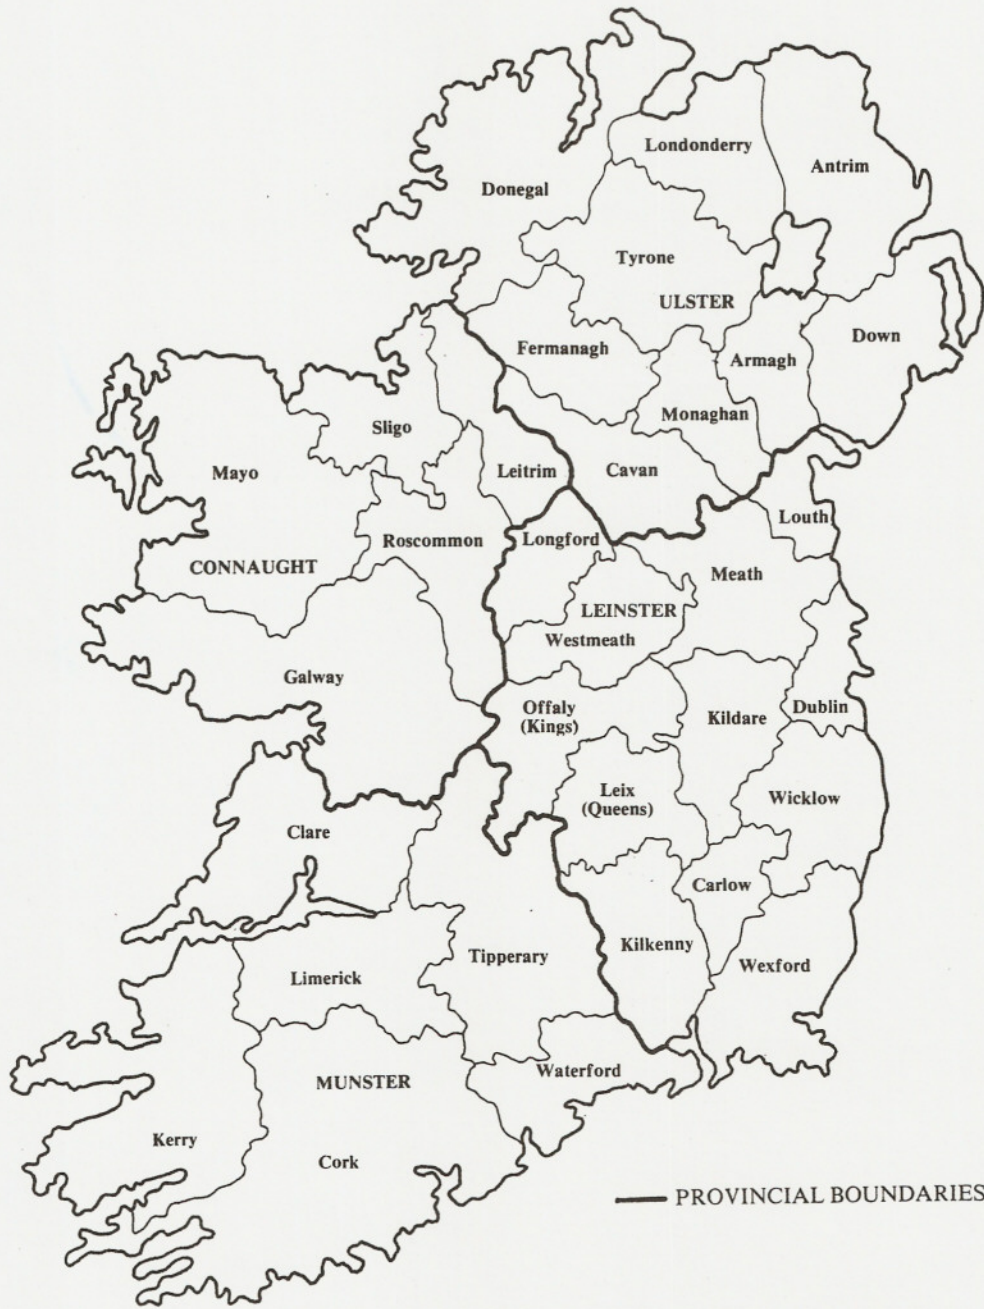 Londonderry
Antrim
Donegal
Tyrone
ULSTER
Down
Fermanagh
Armagh
Monaghan
Sligo
Leitrim
Cavan
Mayo
Louth
Roscommon
Longford
CONNAUGHT
Meath
LEINSTER
Westmeath
Galway
Offaly
(Kings)
Kildare
Dublin
Leix
(Queens)
Wicklow
Clare
Carlow
Kilkenny
Tipperary
Wexford
Limerick
Waterford
MUNSTER
Kerry
Cork
PROVINCIAL BOUNDARIES